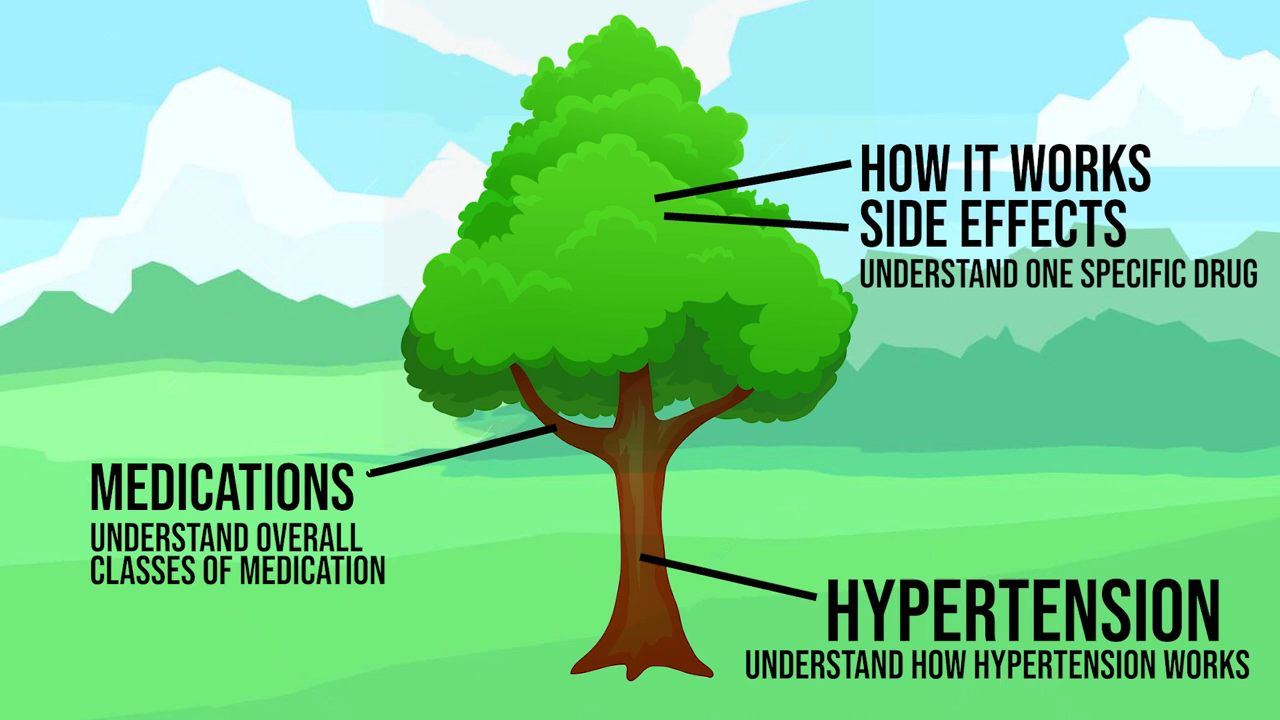 HOW IT WORKS
SIDE EFFECTS
UNDERSTAND ONE SPECIFIC DRUG
MEDICATIONS
UNDERSTAND OVERALL
CLASSES OF MEDICATION
HYPERTENSION
UNDERSTAND HOW HYPERTENSION WORKS